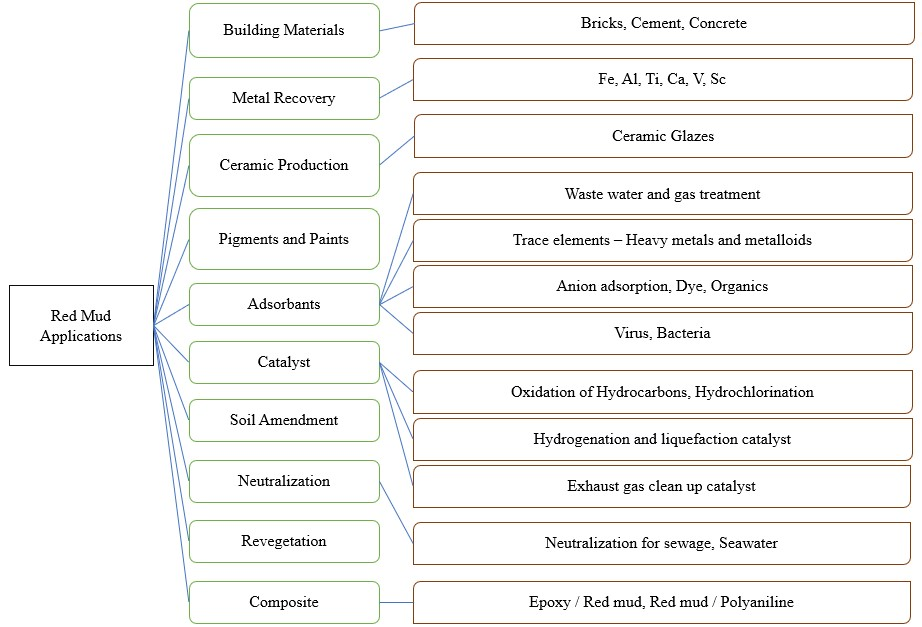 Red Mud
Applications
Building Materials
Bricks, Cement, Concrete
Metal Recovery
Fe, Al, Ti, Ca, V, Sc
Ceramic Production
Ceramic Glazes
Pigments and Paints
Adsorbants
Waste water and gas treatment
Trace elements – Heavy metals and metalloids
Anion adsorption, Dye, Organics
Virus, Bacteria
Catalyst
Oxidation of Hydrocarbons, Hydrochlorination
Hydrogenation and liquefaction catalyst
Exhaust gas clean up catalyst
Soil Amendment
Neutralization
Neutralization for sewage, Seawater
Revegetation
Composite
Epoxy / Red mud, Red mud / Polyaniline